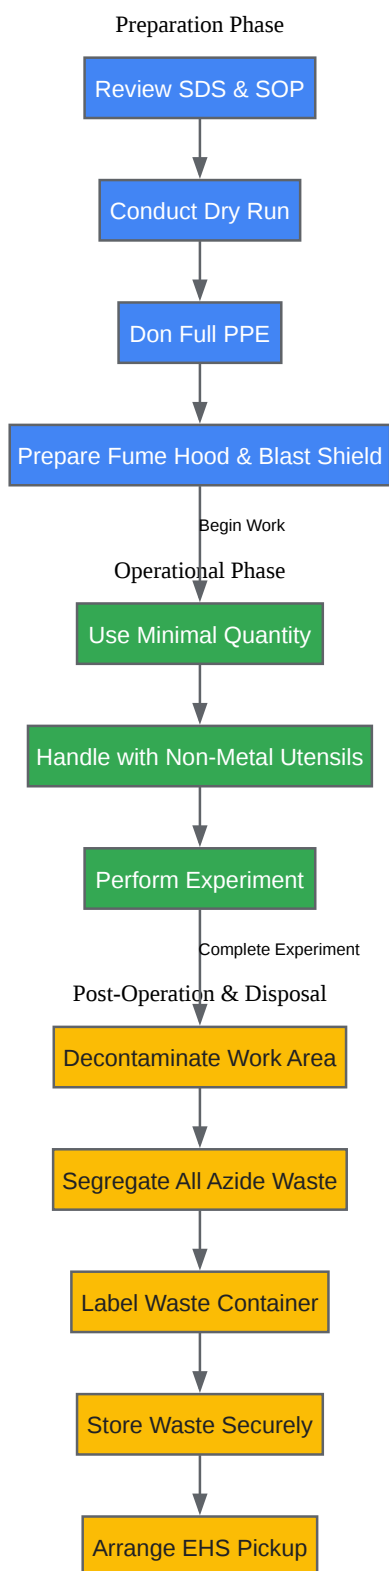 Preparation Phase
Review SDS & SOP
Conduct Dry Run
Don Full PPE
Prepare Fume Hood & Blast Shield
Begin Work
Operational Phase
Use Minimal Quantity
Handle with Non-Metal Utensils
Perform Experiment
Complete Experiment
Post-Operation & Disposal
Decontaminate Work Area
Segregate All Azide Waste
Label Waste Container
Store Waste Securely
Arrange EHS Pickup